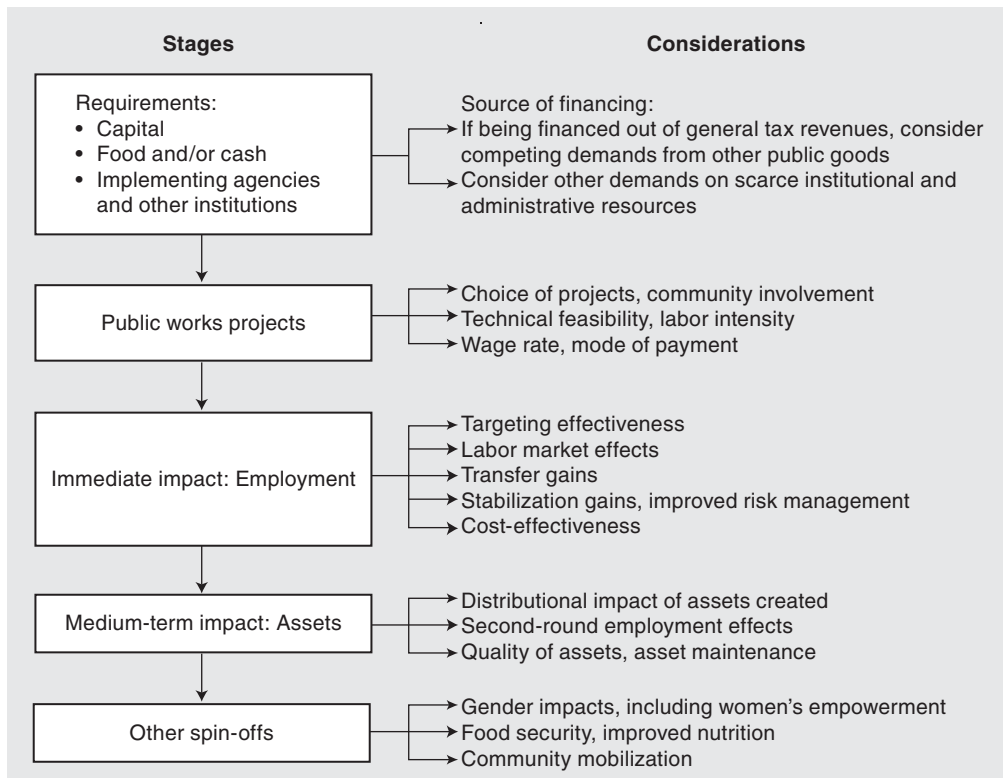 Stages
Considerations
Requirements:
• Capital
• Food and/or cash
• Implementing agencies
and other institutions
Source of financing:
If being financed out of general tax revenues, consider
competing demands from other public goods
Consider other demands on scarce institutional and
administrative resources
Public works projects
Choice of projects, community involvement
Technical feasibility, labor intensity
Wage rate, mode of payment
Immediate impact: Employment
Targeting effectiveness
Labor market effects
Transfer gains
Stabilization gains, improved risk management
Cost-effectiveness
Medium-term impact: Assets
Distributional impact of assets created
Second-round employment effects
Quality of assets, asset maintenance
Other spin-offs
Gender impacts, including women’s empowerment
Food security, improved nutrition
Community mobilization